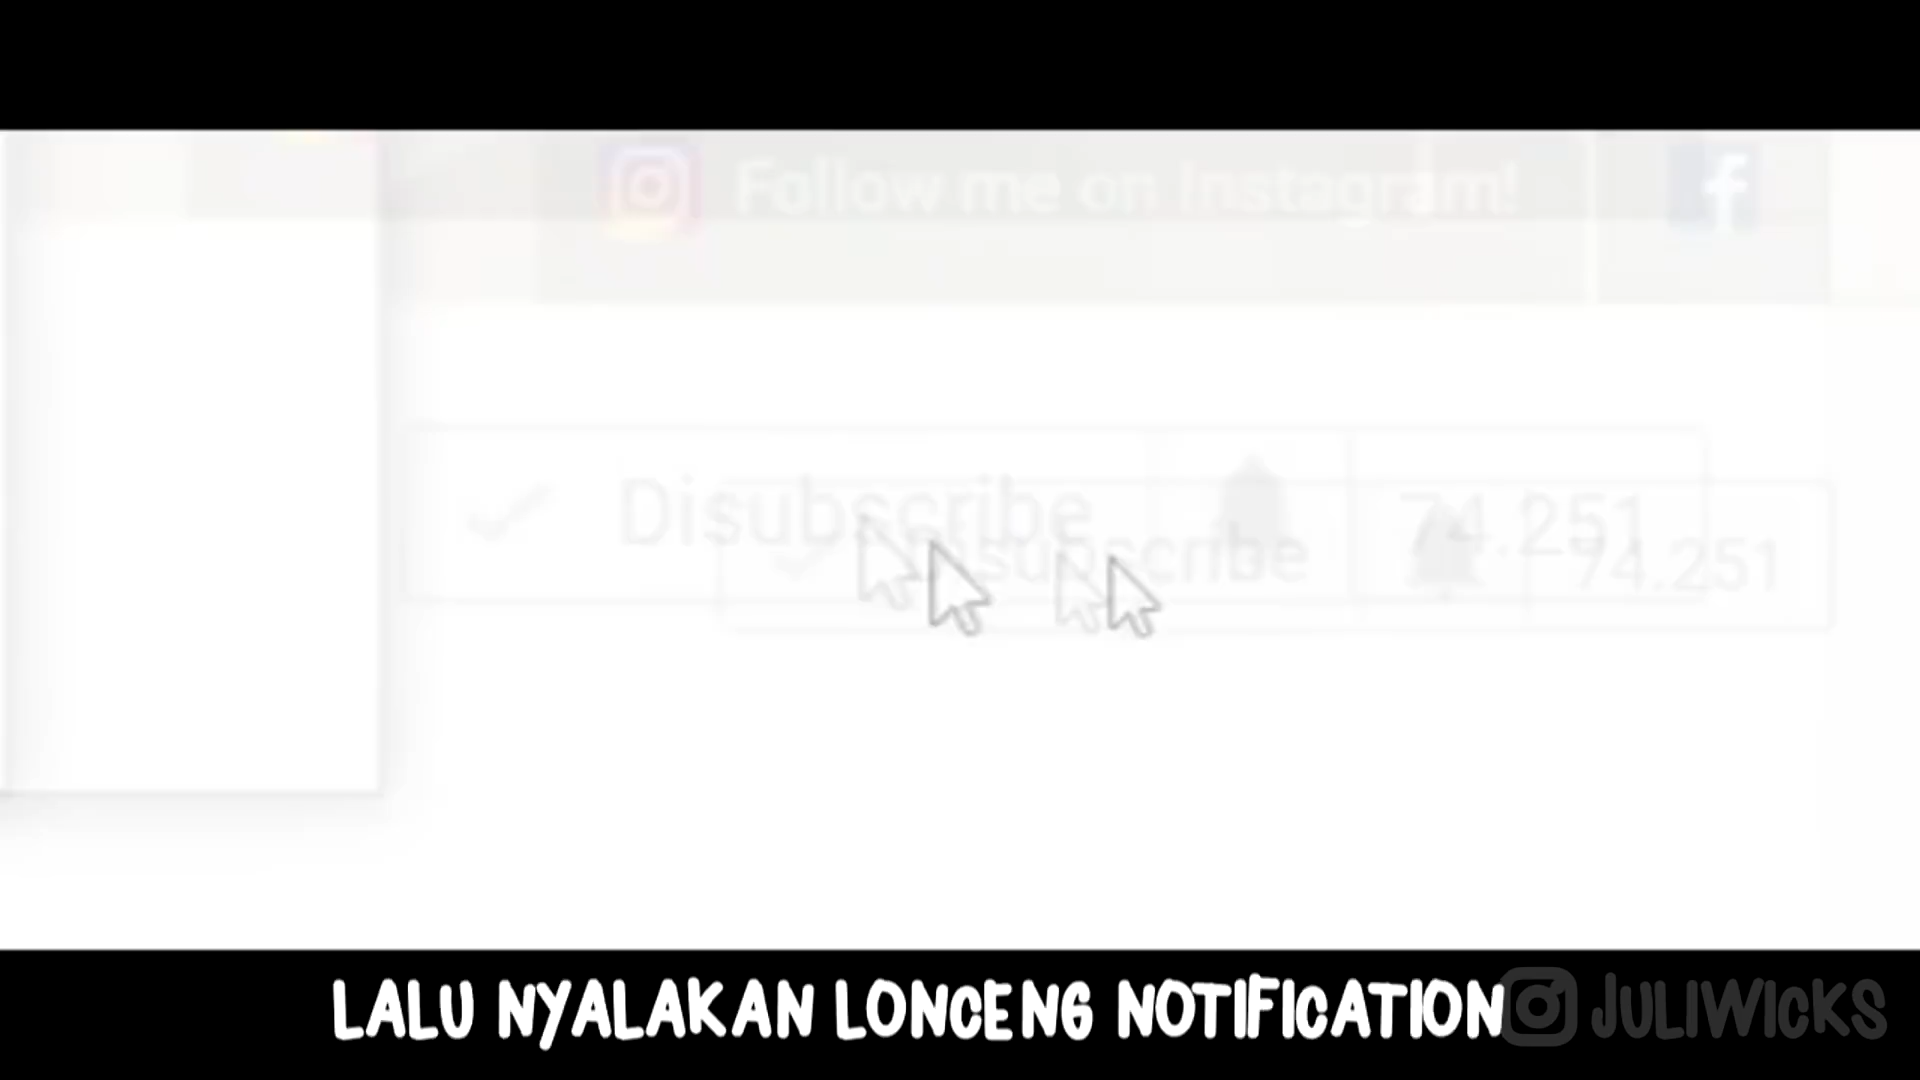 Follow me on Instagram!
Disubscribe 74.251
Disubscribe 74.251
LALU NYALAKAN LONCENG NOTIFICATION
JULIWICKS